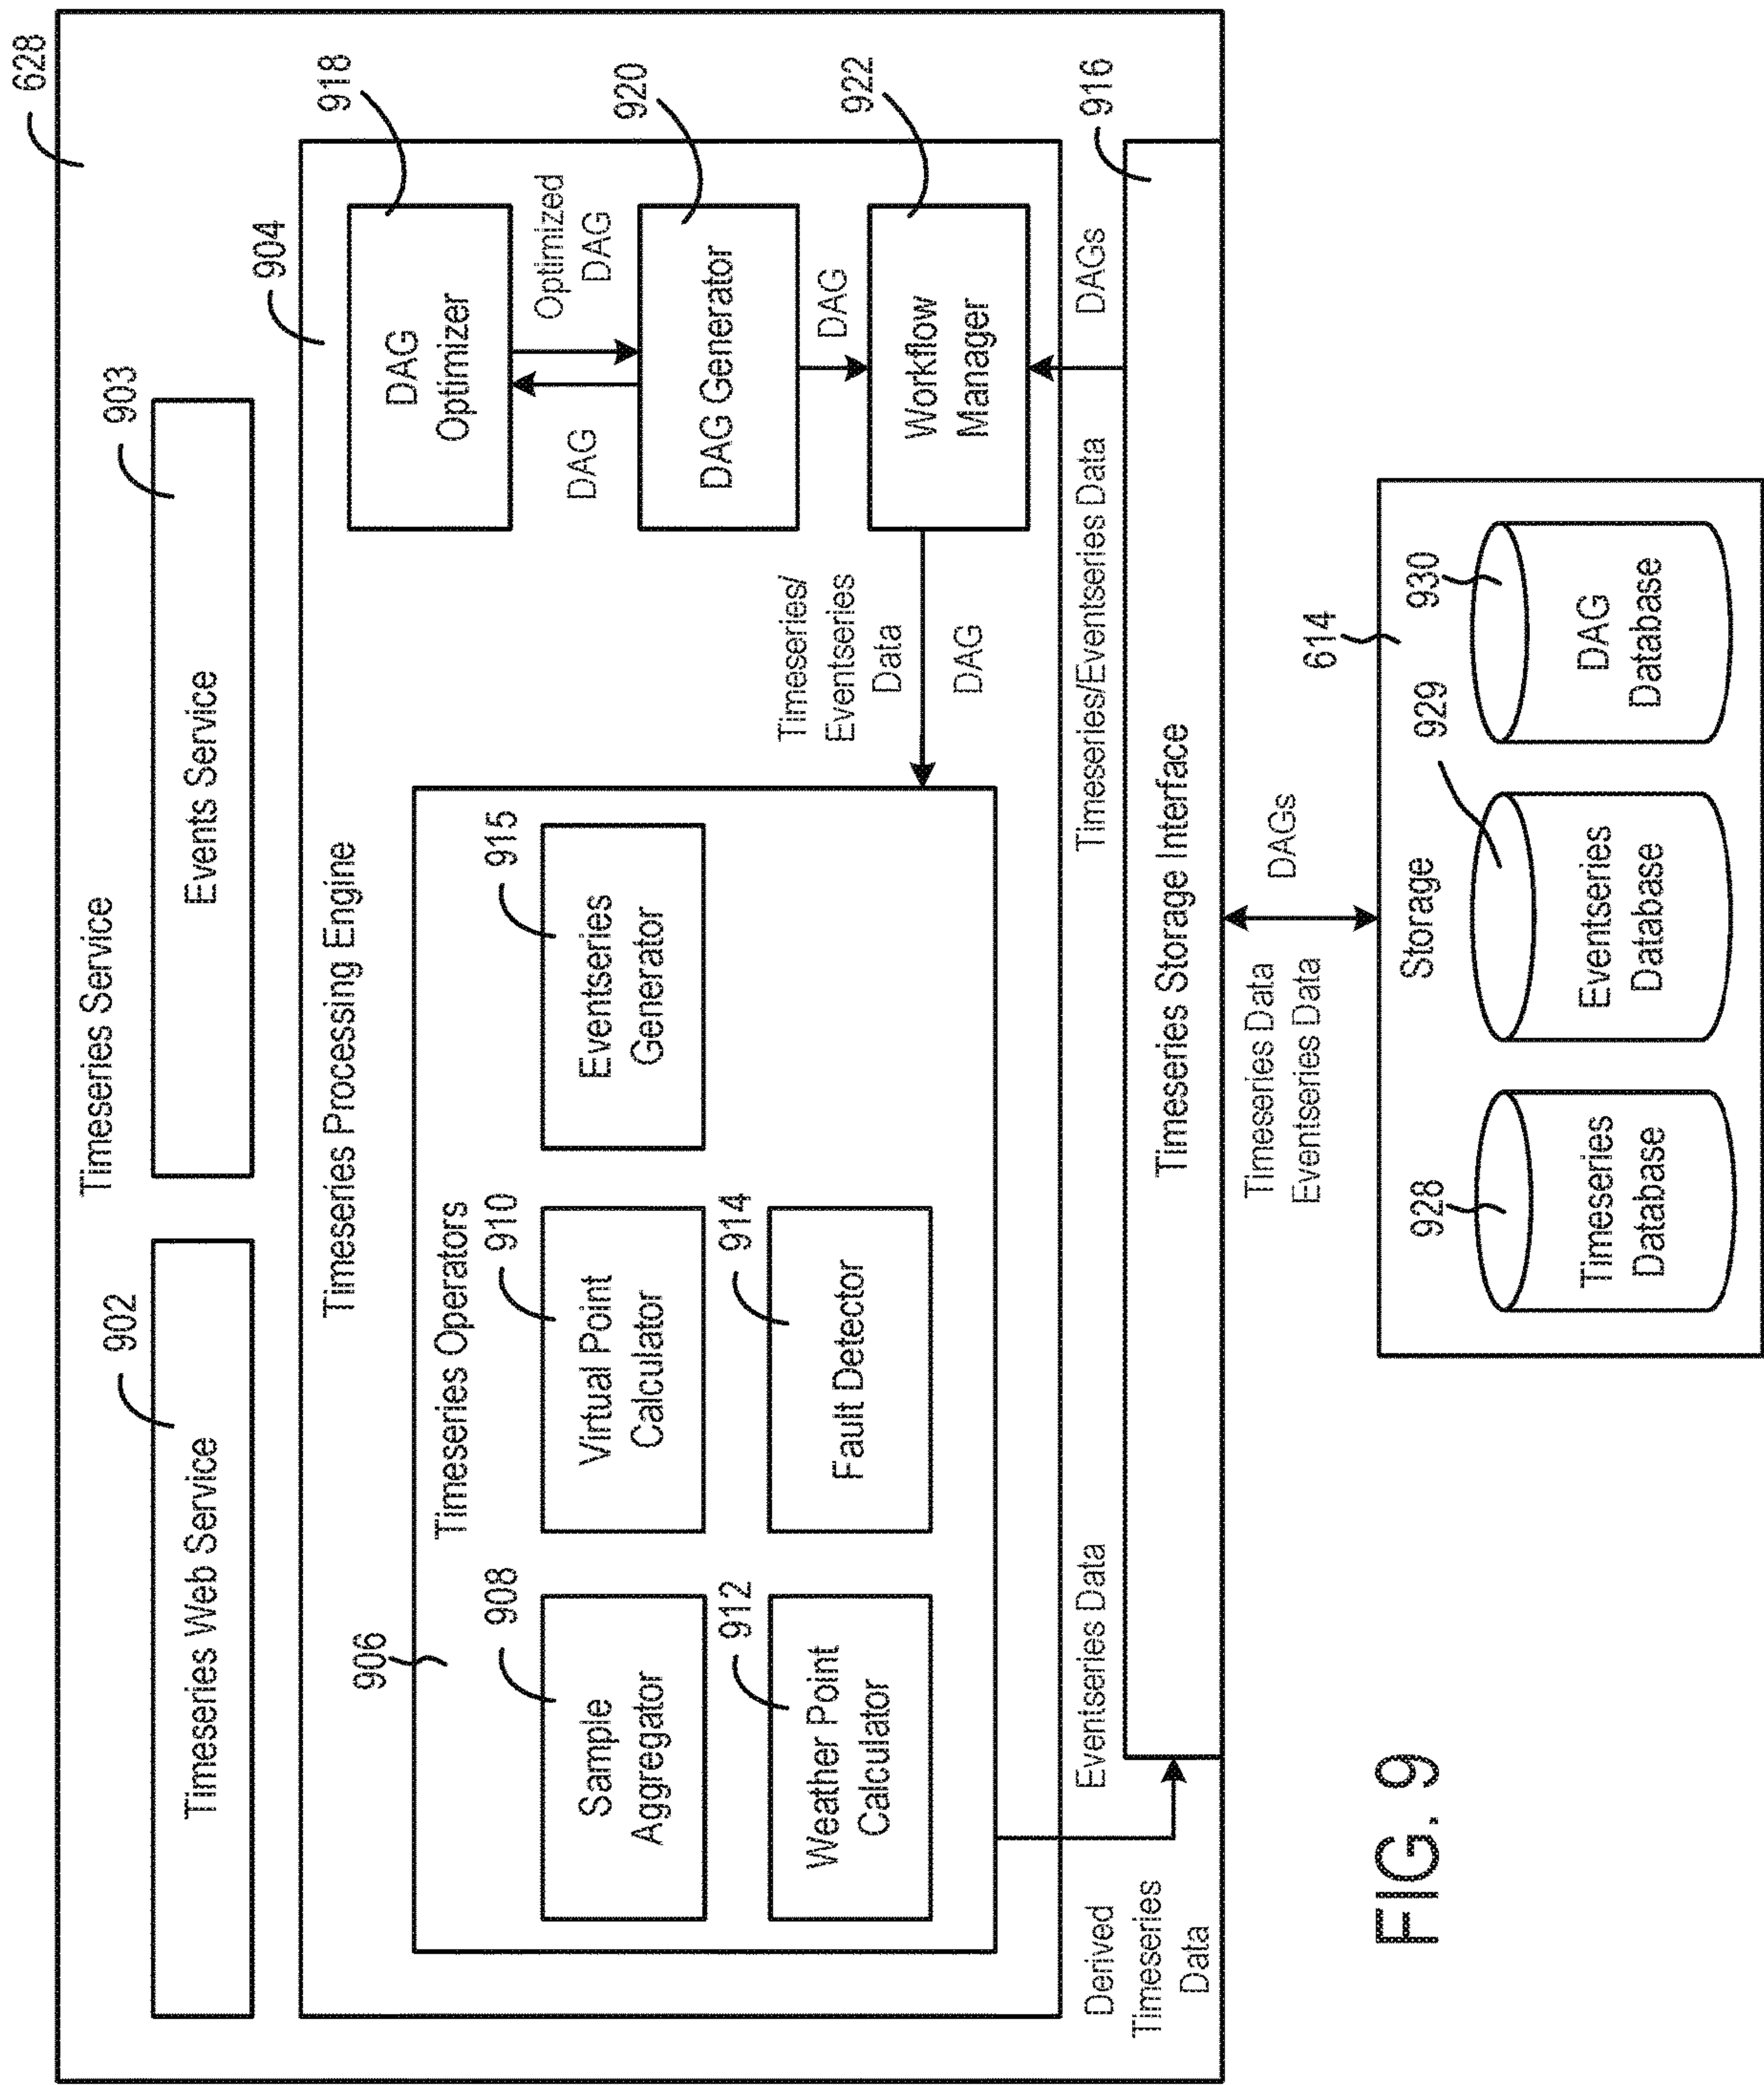 628
Timeseries Service
902
903
Timeseries Web Service
Events Service
904
Timeseries Processing Engine
906
Timeseries Operators
908
Sample
Aggregator
910
Virtual Point
Calculator
915
Eventseries
Generator
912
Weather Point
Calculator
914
Fault Detector
918
DAG
Optimizer
DAG
Optimized
DAG
920
DAG Generator
DAG
922
Workflow
Manager
Timeseries/
Eventseries
Data
DAG
Derived
Timeseries
Data
Eventseries Data
Timeseries/Eventseries Data
DAGs
916
Timeseries Storage Interface
Timeseries Data
Eventseries Data
DAGs
614
Storage
928
Timeseries
Database
929
Eventseries
Database
930
DAG
Database
FIG. 9